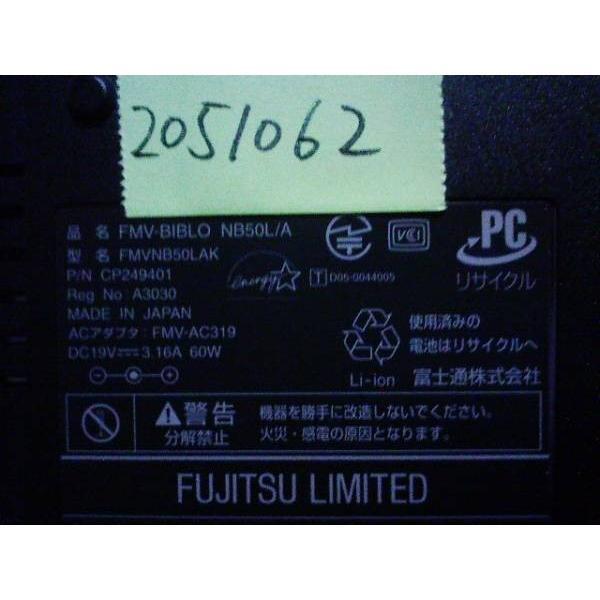 2051062
品 名 FMV-BIBLO NB50L/A
型 名 FMVNB50LAK
P/N CP249401
Reg No A3030
MADE IN JAPAN
ACアダプタ : FMV-AC319
DC19V 3.16A 60W
energy
VCI
T D05-0044005
PC
リサイクル
使用済みの
電池はリサイクルへ
Li-ion 富士通株式会社
警告
分解禁止
機器を勝手に改造しないでください。
火災・感電の原因となります。
FUJITSU LIMITED